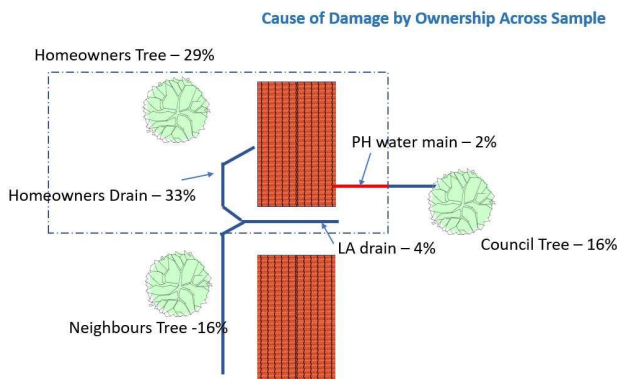 Cause of Damage by Ownership Across Sample
Homeowners Tree – 29%
PH water main – 2%
Homeowners Drain – 33%
LA drain – 4%
Council Tree – 16%
Neighbours Tree -16%